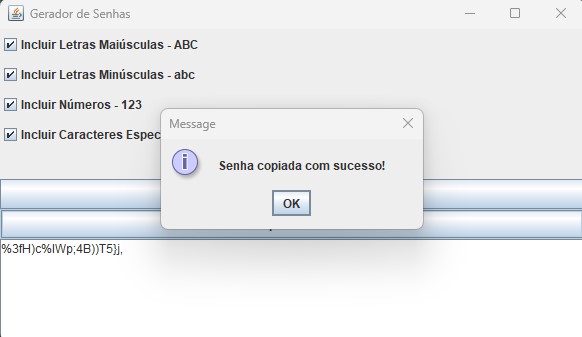 Gerador de Senhas
Incluir Letras Maiúsculas - ABC
Incluir Letras Minúsculas - abc
Incluir Números - 123
Incluir Caracteres
Message
Senha copiada com sucesso!
OK
%3fH)c%lWp;4B))T5}j,